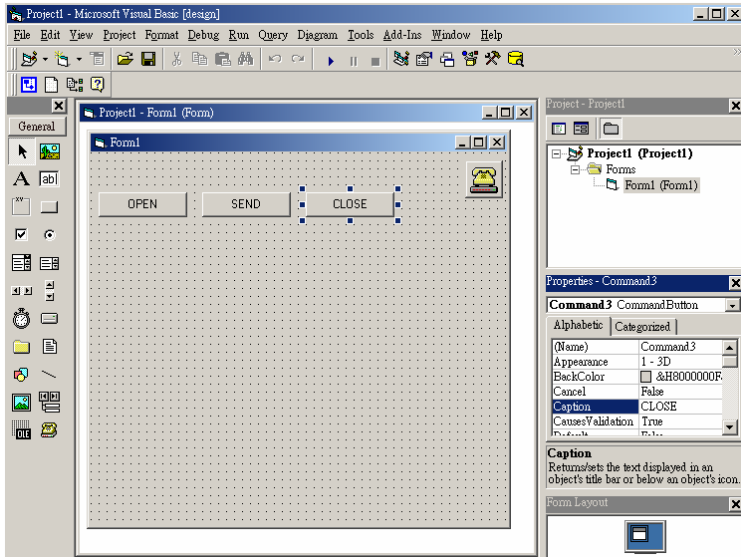 Project1 - Microsoft Visual Basic [design]
File Edit View Project Format Debug Run Query Diagram Tools Add-Ins Window Help
General
Project1 - Form1 (Form)
Form1
OPEN SEND CLOSE
Project - Project1
Project1 (Project1)
Forms
Form1 (Form1)
Properties - Command3
Command3 CommandButton
Alphabetic Categorized
(Name) Command3
Appearance 1 - 3D
BackColor &H8000000F
Cancel False
Caption CLOSE
CausesValidation True
Caption
Returns/sets the text displayed in an
object's title bar or below an object's icon.
Form Layout